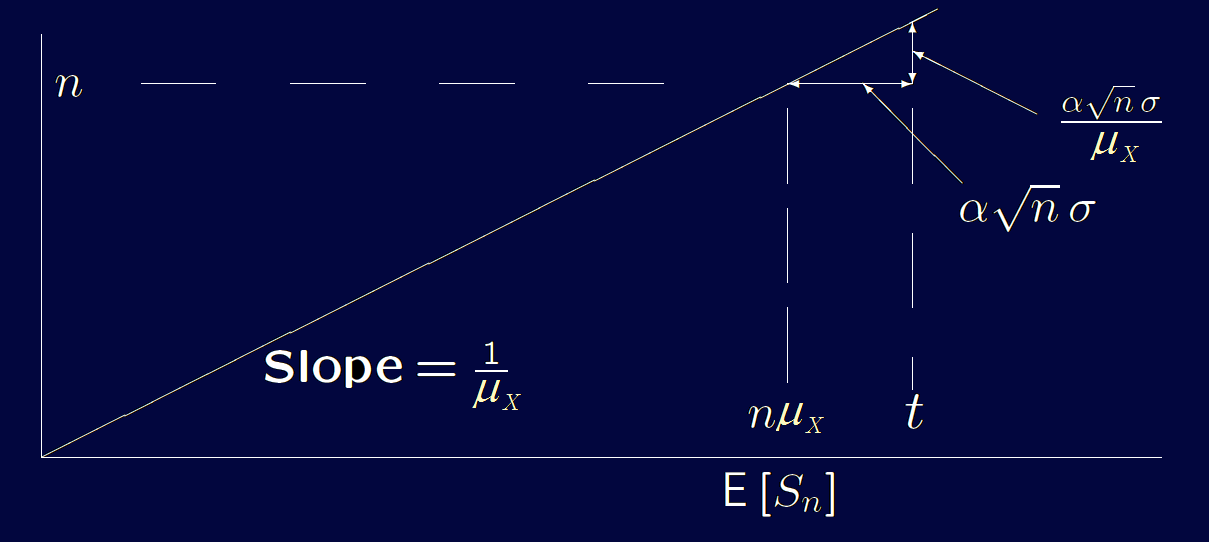 n
α√n σ / μ_X
α√n σ
Slope = 1/μ_X
nμ_X t
E [S_n]